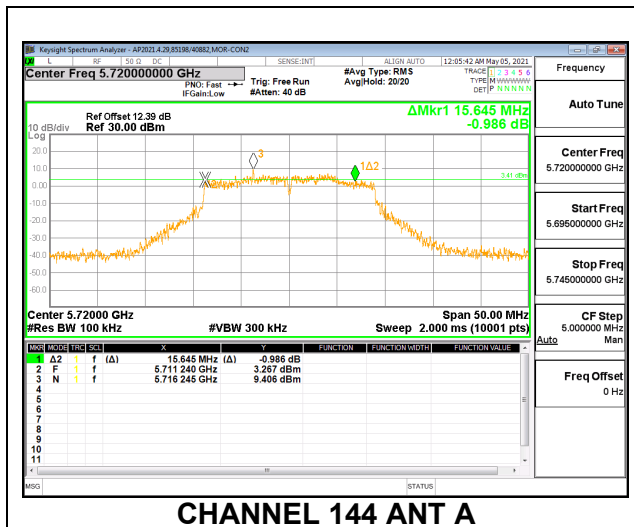 Keysight Spectrum Analyzer - AP2021.4.29,85198/40882,MOR-CON2
L RF 50 Ω DC SENSE:INT ALIGN AUTO 12:05:42 AM May 05, 2021
Center Freq 5.720000000 GHz #Avg Type: RMS TRACE 1 2 3 4 5 6
PNO: Fast Trig: Free Run Avg|Hold: 20/20 TYPE M WWWWW
IFGain:Low #Atten: 40 dB DET P N N N N N
Frequency
Auto Tune
Center Freq
5.720000000 GHz
Start Freq
5.695000000 GHz
Stop Freq
5.745000000 GHz
CF Step
5.000000 MHz
Auto Man
Freq Offset
0 Hz
ΔMkr1 15.645 MHz
-0.986 dB
Ref Offset 12.39 dB
10 dB/div Ref 30.00 dBm
Log
20.0
10.0
0.00
-10.0
-20.0
-30.0
-40.0
-50.0
-60.0
3
1Δ2
3.41 dBm
Center 5.72000 GHz Span 50.00 MHz
#Res BW 100 kHz #VBW 300 kHz Sweep 2.000 ms (10001 pts)
MKR MODE TRC SCL X Y FUNCTION FUNCTION WIDTH FUNCTION VALUE
1 Δ2 1 f (Δ) 15.645 MHz (Δ) -0.986 dB
2 F 1 f 5.711 240 GHz 3.267 dBm
3 N 1 f 5.716 245 GHz 9.406 dBm
4
5
6
7
8
9
10
11
MSG STATUS
CHANNEL 144 ANT A